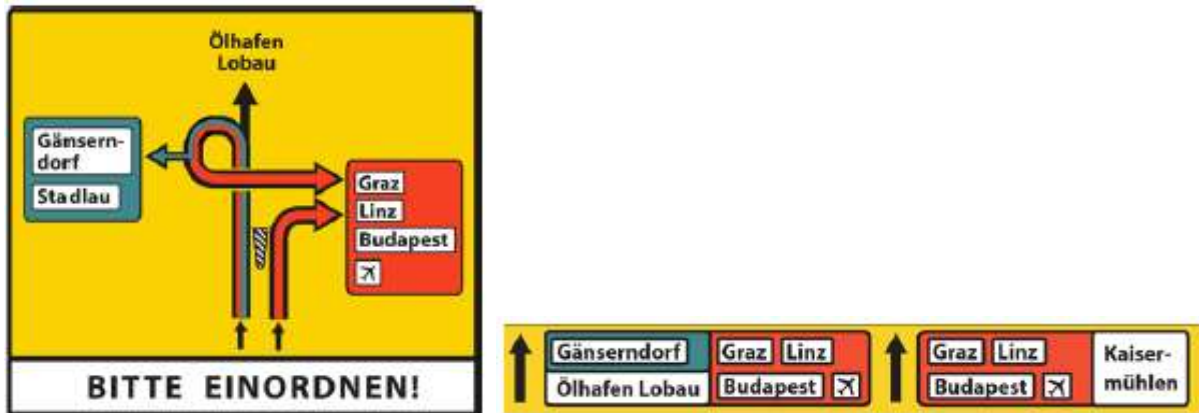 Ölhafen
Lobau
Gämsern-
dorf
Stadlau
Graz
Linz
Budapest
BITTE EINORDNEN!
Gänserndorf
Ölhafen Lobau
Graz Linz
Budapest
Graz Linz
Budapest
Kaiser-
mühlen